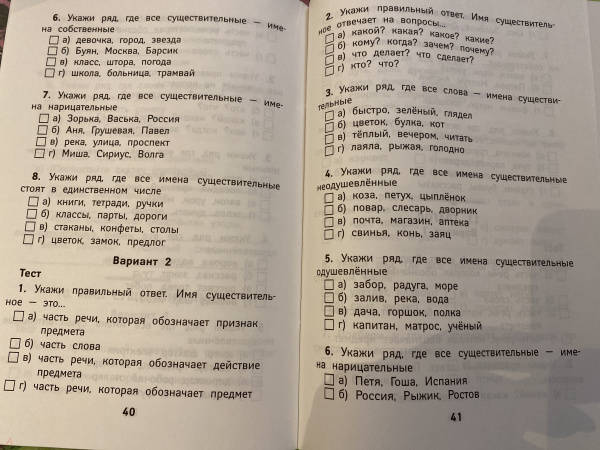 6. Укажи ряд, где все существительные — име-
на собственные
а) девочка, город, звезда
б) Буян, Москва, Барсик
в) класс, штора, погода
г) школа, больница, трамвай
7. Укажи ряд, где все существительные — име-
на нарицательные
а) Зорька, Васька, Россия
б) Аня, Грушевая, Павел
в) река, улица, проспект
г) Миша, Сириус, Волга
8. Укажи ряд, где все имена существительные
стоят в единственном числе
а) книги, тетради, ручки
б) классы, парты, дороги
в) стаканы, конфеты, столы
г) цветок, замок, предлог
Вариант 2
Тест
1. Укажи правильный ответ. Имя существитель-
ное — это...
а) часть речи, которая обозначает признак
предмета
б) часть слова
в) часть речи, которая обозначает действие
предмета
г) часть речи, которая обозначает предмет
40
2. Укажи правильный ответ. Имя существитель-
ное отвечает на вопросы...
а) какой? какая? какое? какие?
б) кому? когда? зачем? почему?
в) что делает? что сделает?
г) кто? что?
3. Укажи ряд, где все слова — имена существи-
тельные
а) быстро, зелёный, глядел
б) цветок, булка, кот
в) тёплый, вечером, читать
г) лаяла, рыжая, голодно
4. Укажи ряд, где все имена существительные
неодушевлённые
а) коза, петух, цыплёнок
б) повар, слесарь, дворник
в) почта, магазин, аптека
г) свинья, конь, заяц
5. Укажи ряд, где все имена существительные
одушевлённые
а) забор, радуга, море
б) залив, река, вода
в) дача, горшок, полка
г) капитан, матрос, учёный
6. Укажи ряд, где все существительные — име-
на нарицательные
а) Петя, Гоша, Испания
б) Россия, Рыжик, Ростов
41